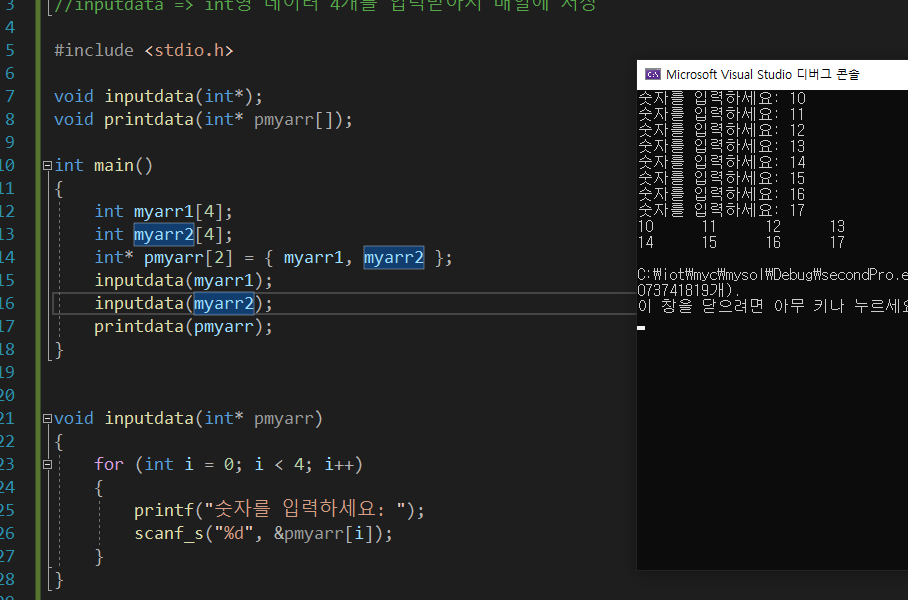 3 //inputdata => int형 데이터 4개를 입력받아서 배열에 저장
4
5 #include <stdio.h>
6
7 void inputdata(int*);
8 void printdata(int* pmyarr[]);
9
10 int main()
11 {
12 int myarr1[4];
13 int myarr2[4];
14 int* pmyarr[2] = { myarr1, myarr2 };
15 inputdata(myarr1);
16 inputdata(myarr2);
17 printdata(pmyarr);
18 }
19
20
21 void inputdata(int* pmyarr)
22 {
23 for (int i = 0; i < 4; i++)
24 {
25 printf("숫자를 입력하세요: ");
26 scanf_s("%d", &pmyarr[i]);
27 }
28 }
Microsoft Visual Studio 디버그 콘솔
숫자를 입력하세요: 10
숫자를 입력하세요: 11
숫자를 입력하세요: 12
숫자를 입력하세요: 13
숫자를 입력하세요: 14
숫자를 입력하세요: 15
숫자를 입력하세요: 16
숫자를 입력하세요: 17
10 11 12 13
14 15 16 17
C:\iot\myc\mysol\Debug\secondPro.e
073741819개).
이 창을 닫으려면 아무 키나 누르세요